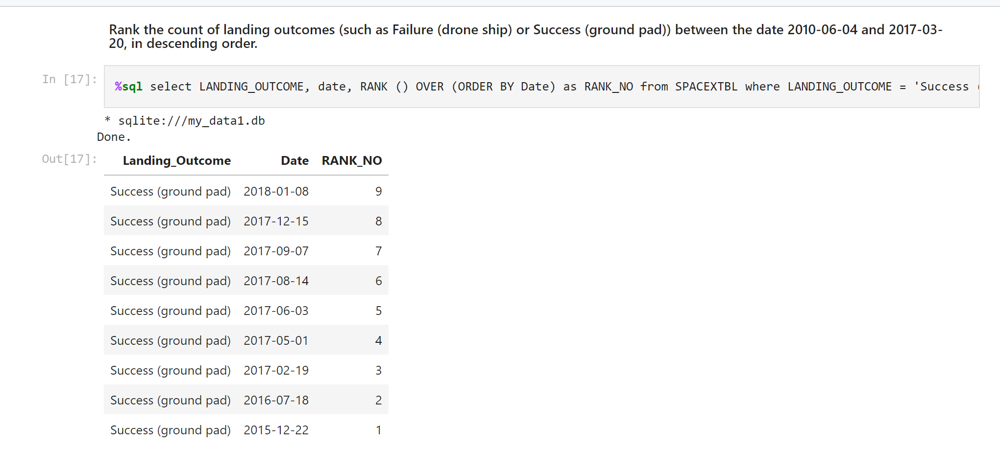 Rank the count of landing outcomes (such as Failure (drone ship) or Success (ground pad)) between the date 2010-06-04 and 2017-03-
20, in descending order.
In [17]:
%sql select LANDING_OUTCOME, date, RANK () OVER (ORDER BY Date) as RANK_NO from SPACEXTBL where LANDING_OUTCOME = 'Success
* sqlite:///my_data1.db
Done.
Out[17]:
Landing_Outcome Date RANK_NO
Success (ground pad) 2018-01-08 9
Success (ground pad) 2017-12-15 8
Success (ground pad) 2017-09-07 7
Success (ground pad) 2017-08-14 6
Success (ground pad) 2017-06-03 5
Success (ground pad) 2017-05-01 4
Success (ground pad) 2017-02-19 3
Success (ground pad) 2016-07-18 2
Success (ground pad) 2015-12-22 1